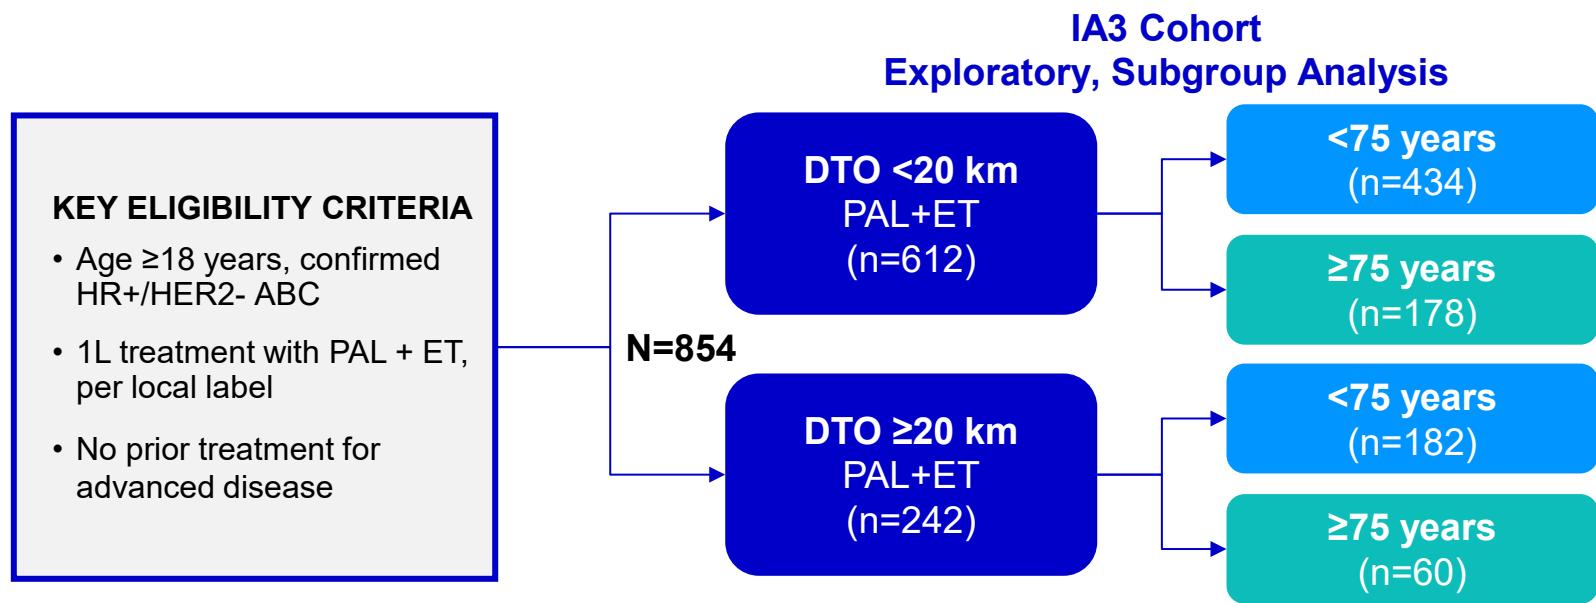 IA3 Cohort
Exploratory, Subgroup Analysis
KEY ELIGIBILITY CRITERIA
• Age ≥18 years, confirmed
HR+/HER2- ABC
• 1L treatment with PAL + ET,
per local label
• No prior treatment for
advanced disease
N=854
DTO <20 km
PAL+ET
(n=612)
<75 years
(n=434)
≥75 years
(n=178)
DTO ≥20 km
PAL+ET
(n=242)
<75 years
(n=182)
≥75 years
(n=60)